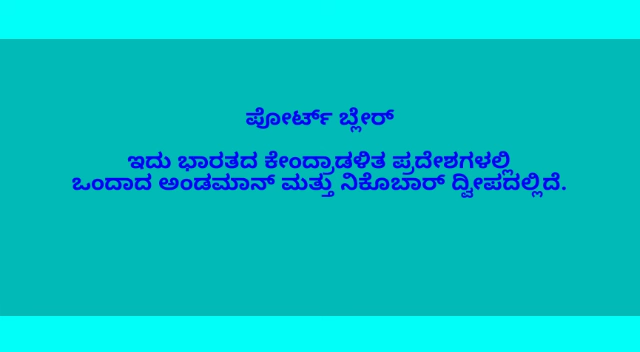 ಪೋರ್ಟ್ ಬ್ಲೇರ್
ಇದು ಭಾರತದ ಕೇಂದ್ರಾಡಳಿತ ಪ್ರದೇಶಗಳಲ್ಲಿ
ಒಂದಾದ ಅಂಡಮಾನ್ ಮತ್ತು ನಿಕೊಬಾರ್ ದ್ವೀಪದಲ್ಲಿದೆ.